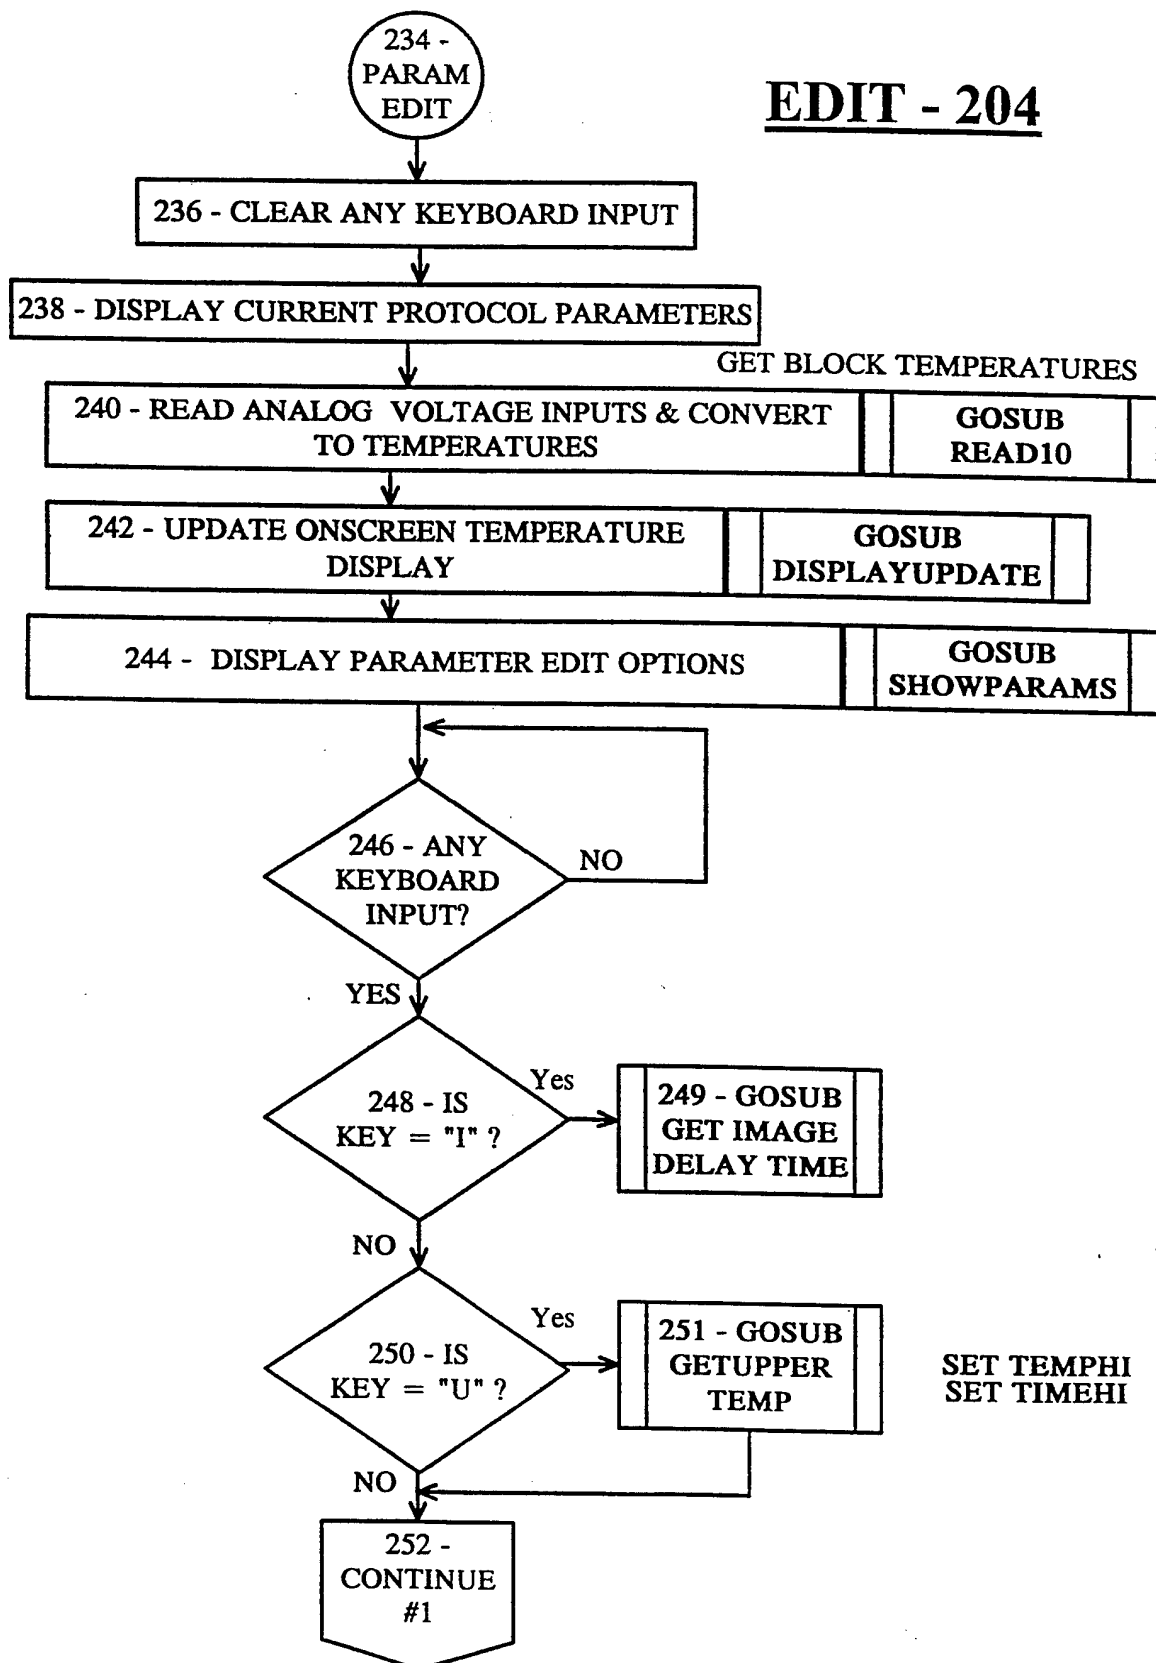 234 -
PARAM
EDIT
EDIT - 204
236 - CLEAR ANY KEYBOARD INPUT
238 - DISPLAY CURRENT PROTOCOL PARAMETERS
GET BLOCK TEMPERATURES
240 - READ ANALOG VOLTAGE INPUTS & CONVERT
TO TEMPERATURES
GOSUB
READ10
242 - UPDATE ONSCREEN TEMPERATURE
DISPLAY
GOSUB
DISPLAYUPDATE
244 - DISPLAY PARAMETER EDIT OPTIONS
GOSUB
SHOWPARAMS
246 - ANY
KEYBOARD
INPUT?
NO
YES
248 - IS
KEY = "I" ?
Yes
249 - GOSUB
GET IMAGE
DELAY TIME
NO
250 - IS
KEY = "U" ?
Yes
251 - GOSUB
GETUPPER
TEMP
SET TEMPHI
SET TIMEHI
NO
252 -
CONTINUE
#1